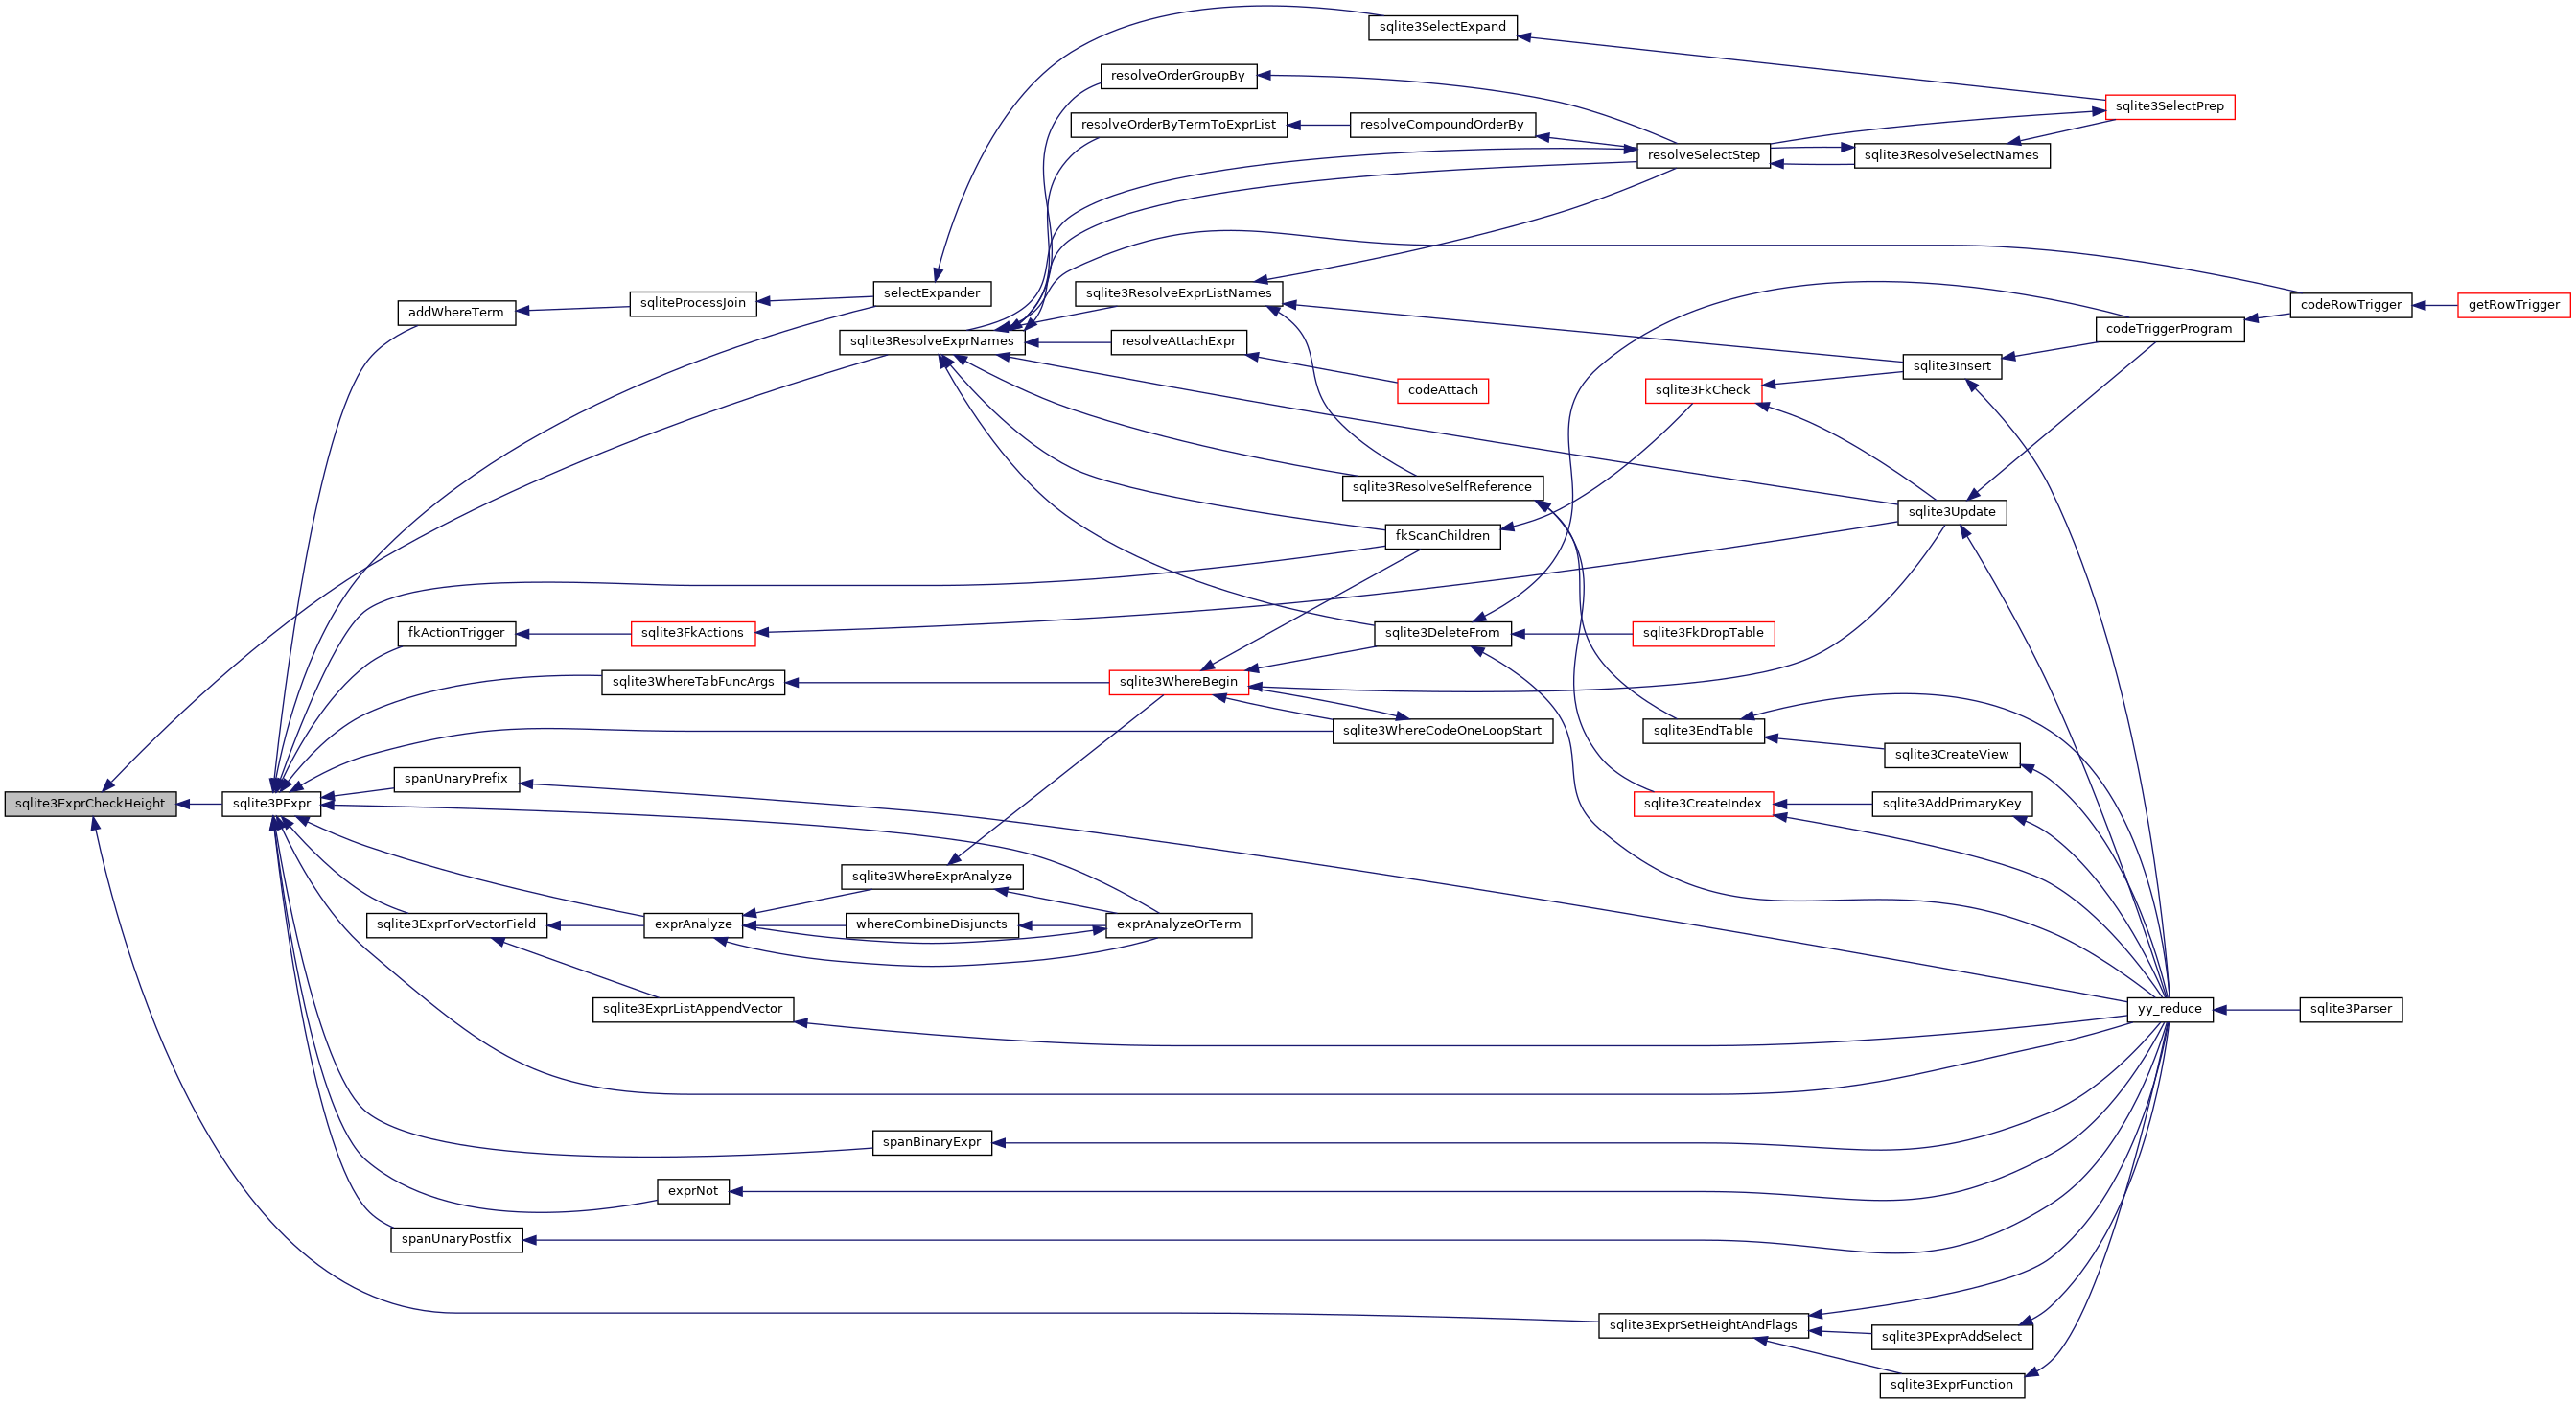 sqlite3SelectExpand
resolveOrderGroupBy
sqlite3SelectPrep
resolveOrderByTermToExprList
resolveCompoundOrderBy
resolveSelectStep
sqlite3ResolveSelectNames
selectExpander
sqlite3ResolveExprListNames
sqliteProcessJoin
addWhereTerm
codeRowTrigger
getRowTrigger
codeTriggerProgram
sqlite3ResolveExprNames
resolveAttachExpr
sqlite3Insert
codeAttach
sqlite3FkCheck
sqlite3ResolveSelfReference
sqlite3Update
fkScanChildren
fkActionTrigger
sqlite3FkActions
sqlite3DeleteFrom
sqlite3FkDropTable
sqlite3WhereTabFuncArgs
sqlite3WhereBegin
sqlite3WhereCodeOneLoopStart
sqlite3EndTable
sqlite3CreateView
spanUnaryPrefix
sqlite3ExprCheckHeight
sqlite3PExpr
sqlite3CreateIndex
sqlite3AddPrimaryKey
sqlite3WhereExprAnalyze
sqlite3ExprForVectorField
exprAnalyze
whereCombineDisjuncts
exprAnalyzeOrTerm
sqlite3ExprListAppendVector
yy_reduce
sqlite3Parser
spanBinaryExpr
exprNot
spanUnaryPostfix
sqlite3ExprSetHeightAndFlags
sqlite3PExprAddSelect
sqlite3ExprFunction